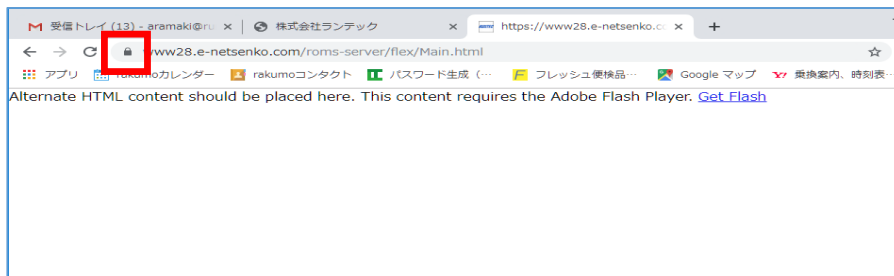 受信トレイ (13) - aramaki@ru
株式会社ランテック
https://www28.e-netsenko.co
www28.e-netsenko.com/roms-server/flex/Main.html
アプリ
rakumoカレンダー
rakumoコンタクト
パスワード生成（…
フレッシュ便検品…
Google マップ
乗換案内、時刻表…
Alternate HTML content should be placed here. This content requires the Adobe Flash Player. Get Flash